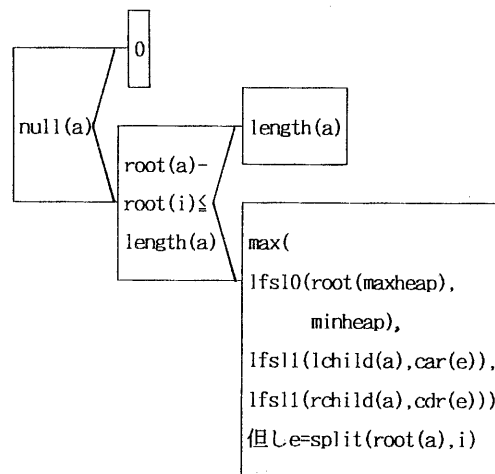 0
null(a)
length(a)
root(a)-
root(i)≦
length(a)
max(
lfsl0(root(maxheap),
minheap),
lfsl1(lchild(a),car(e)),
lfsl1(rchild(a),cdr(e)))
但しe=split(root(a),i)